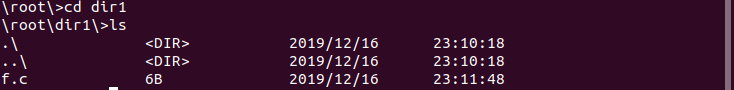 \root\>cd dir1
\root\dir1\>ls
.\ <DIR> 2019/12/16 23:10:18
..\ <DIR> 2019/12/16 23:10:18
f.c 6B 2019/12/16 23:11:48